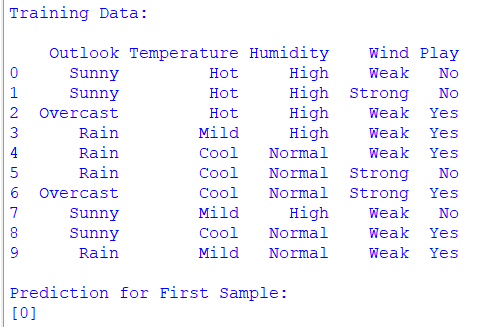 Training Data:
Outlook Temperature Humidity Wind Play
0 Sunny Hot High Weak No
1 Sunny Hot High Strong No
2 Overcast Hot High Weak Yes
3 Rain Mild High Weak Yes
4 Rain Cool Normal Weak Yes
5 Rain Cool Normal Strong No
6 Overcast Cool Normal Strong Yes
7 Sunny Mild High Weak No
8 Sunny Cool Normal Weak Yes
9 Rain Mild Normal Weak Yes
Prediction for First Sample:
[0]